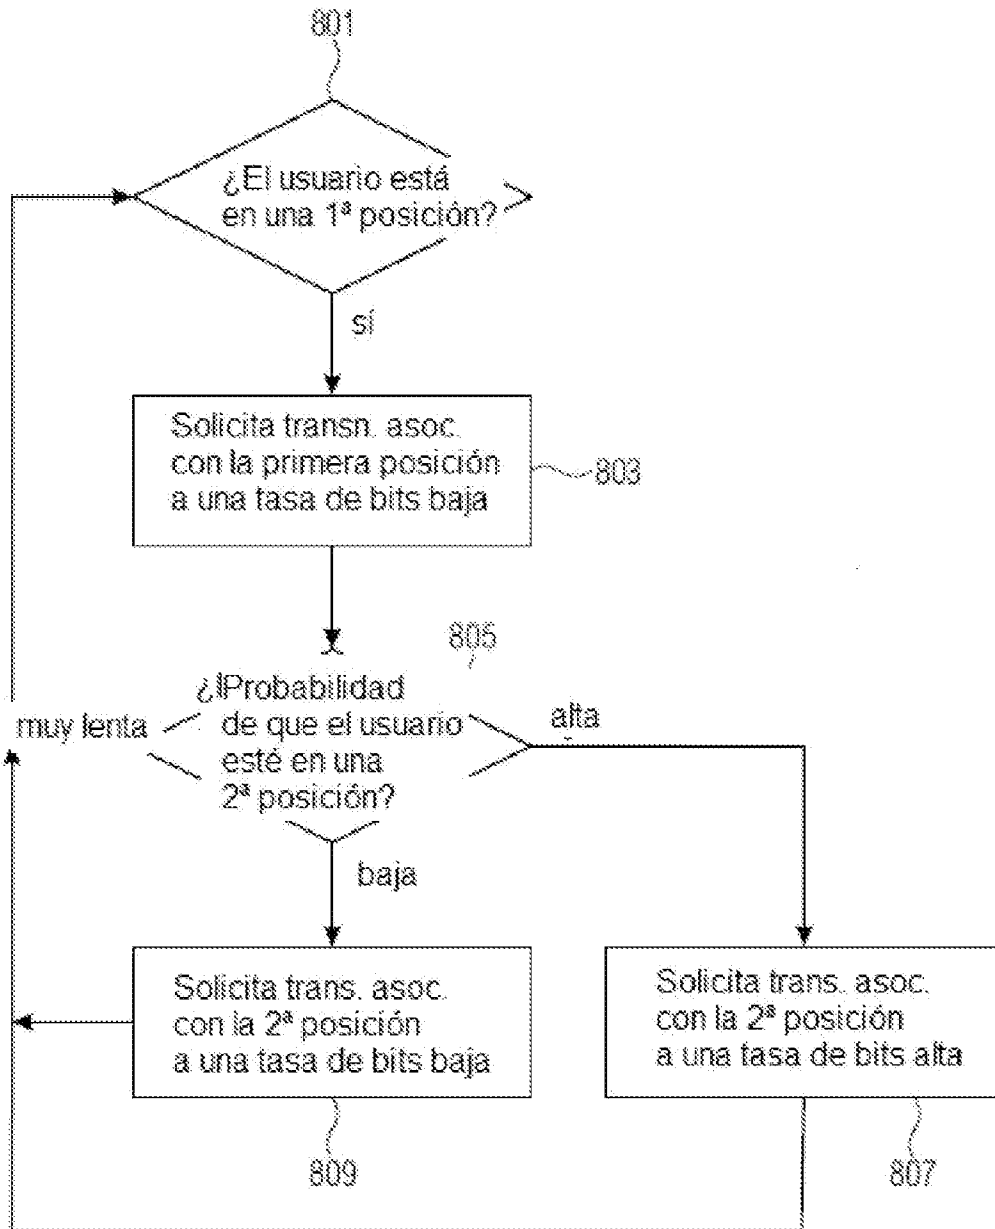 801
¿El usuario está
en una 1ª posición?
sí
Solicita transn. asoc.
con la primera posición
a una tasa de bits baja
803
805
¿lProbabilidad
de que el usuario
esté en una
2ª posición?
muy lenta
alta
baja
Solicita trans. asoc.
con la 2ª posición
a una tasa de bits baja
Solicita trans. asoc.
con la 2ª posición
a una tasa de bits alta
809
807